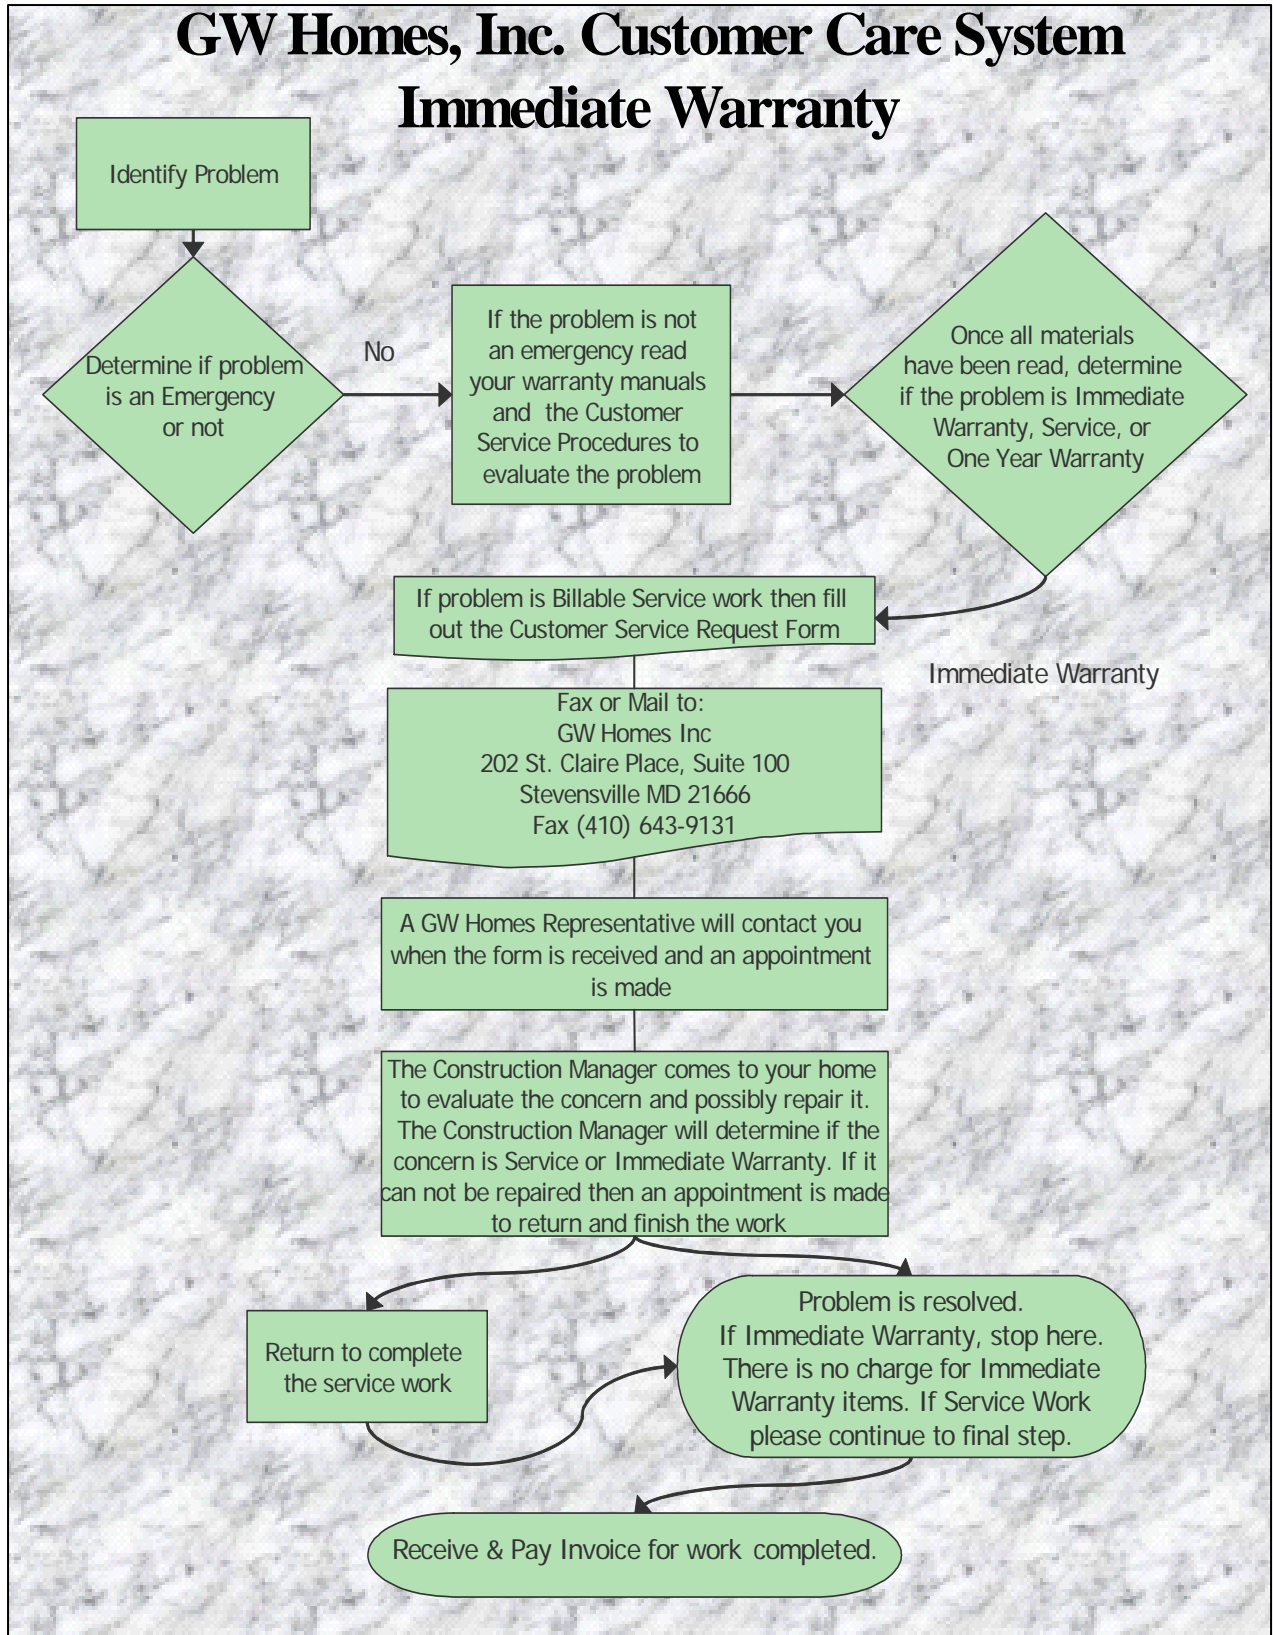 GW Homes, Inc. Customer Care System
Immediate Warranty
Identify Problem
Determine if problem
is an Emergency
or not
No
If the problem is not
an emergency read
your warranty manuals
and the Customer
Service Procedures to
evaluate the problem
Once all materials
have been read, determine
if the problem is Immediate
Warranty, Service, or
One Year Warranty
If problem is Billable Service work then fill
out the Customer Service Request Form
Immediate Warranty
Fax or Mail to:
GW Homes Inc
202 St. Claire Place, Suite 100
Stevensville MD 21666
Fax (410) 643-9131
A GW Homes Representative will contact you
when the form is received and an appointment
is made
The Construction Manager comes to your home
to evaluate the concern and possibly repair it.
The Construction Manager will determine if the
concern is Service or Immediate Warranty. If it
can not be repaired then an appointment is made
to return and finish the work
Return to complete
the service work
Problem is resolved.
If Immediate Warranty, stop here.
There is no charge for Immediate
Warranty items. If Service Work
please continue to final step.
Receive & Pay Invoice for work completed.